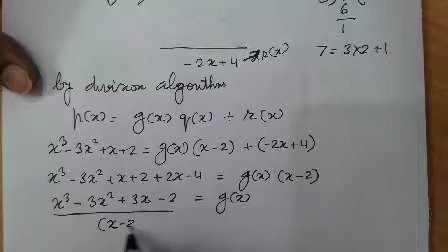 6
1
-2x+4 → r(x)
7 = 3×2+1
by division algorithm
p(x) = g(x) q(x) + r(x)
x³ - 3x² + x + 2 = g(x) (x-2) + (-2x+4)
x³ - 3x² + x + 2 + 2x - 4 = g(x) (x-2)
x³ - 3x² + 3x - 2 = g(x)
(x-2